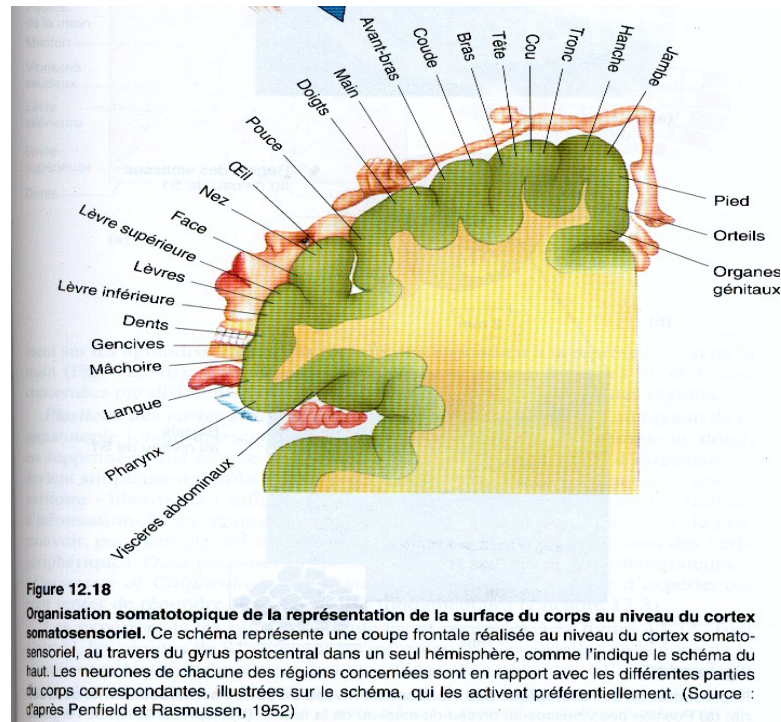 Jambe
Hanche
Tronc
Cou
Tête
Bras
Coude
Avant-bras
Main
Doigts
Pouce
Œil
Nez
Face
Lèvre supérieure
Lèvres
Lèvre inférieure
Dents
Gencives
Mâchoire
Langue
Pharynx
Viscères abdominaux
Pied
Orteils
Organes
génitaux
Figure 12.18
Organisation somatotopique de la représentation de la surface du corps au niveau du cortex
somatosensoriel. Ce schéma représente une coupe frontale réalisée au niveau du cortex somato-
sensoriel, au travers du gyrus postcentral dans un seul hémisphère, comme l'indique le schéma du
haut. Les neurones de chacune des régions concernées sont en rapport avec les différentes parties
du corps correspondantes, illustrées sur le schéma, qui les activent préférentiellement. (Source :
d'après Penfield et Rasmussen, 1952)